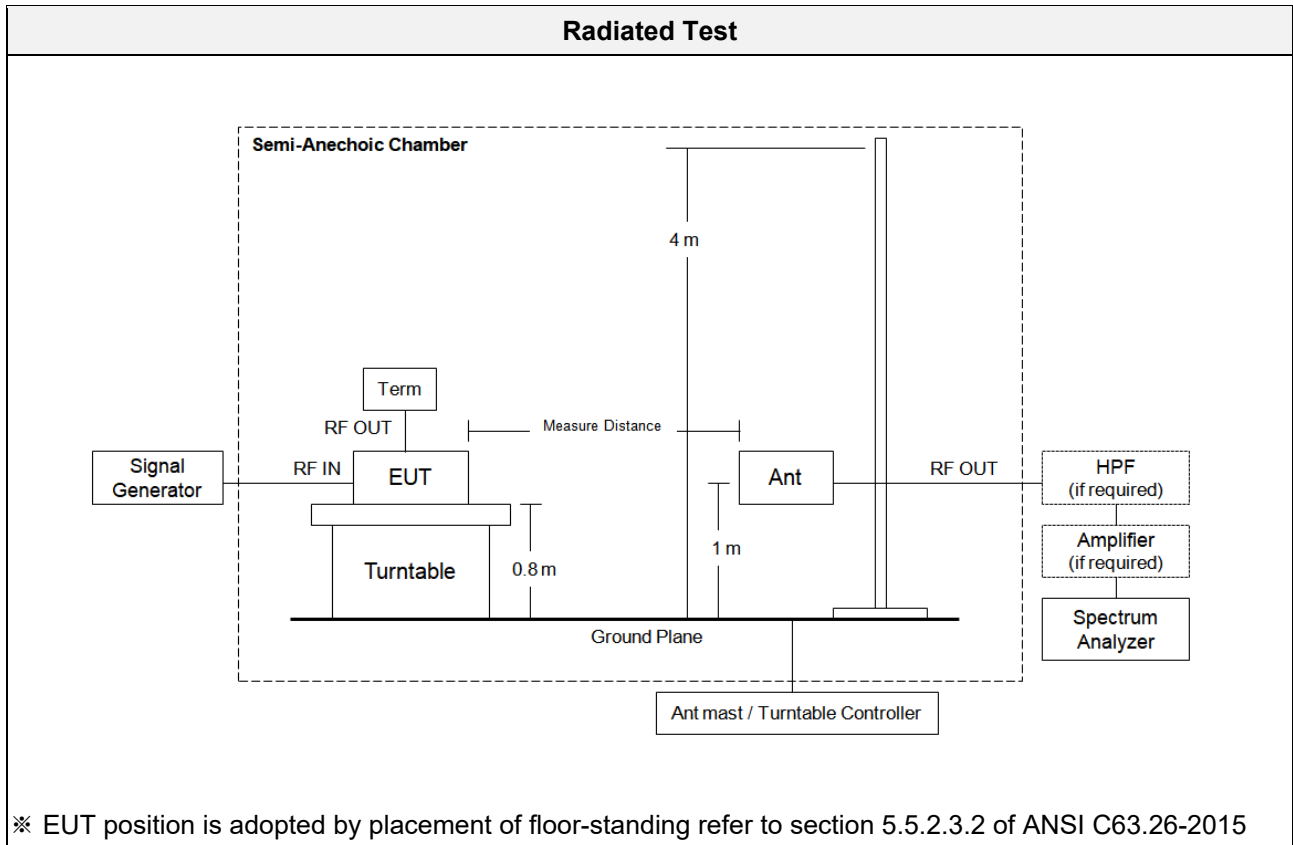 Radiated Test
Semi-Anechoic Chamber
4 m
Term
RF OUT
Measure Distance
Signal
Generator
RF IN
EUT
Ant
RF OUT
HPF
(if required)
Amplifier
(if required)
Spectrum
Analyzer
Turntable
0.8 m
1 m
Ground Plane
Ant mast / Turntable Controller
※ EUT position is adopted by placement of floor-standing refer to section 5.5.2.3.2 of ANSI C63.26-2015